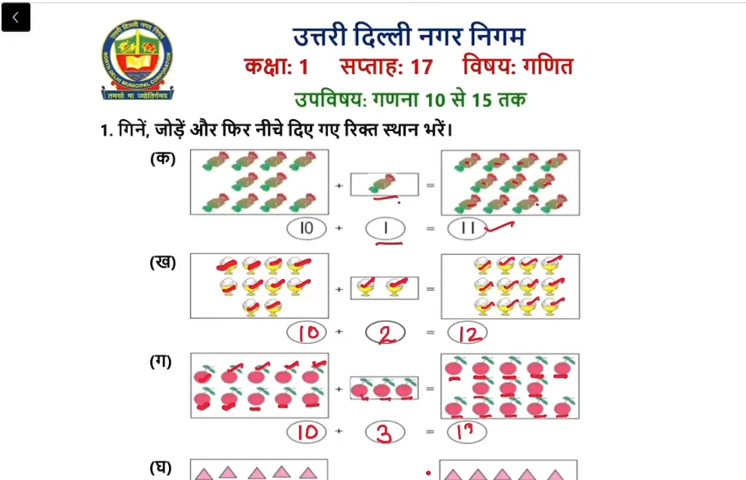 उत्तरी दिल्ली नगर निगम
कक्षा: 1 सप्ताह: 17 विषय: गणित
उपविषय: गणना 10 से 15 तक
1. गिनें, जोड़ें और फिर नीचे दिए गए रिक्त स्थान भरें।
(क)
+ =
10 + 1 = 11
(ख)
+ =
10 + 2 = 12
(ग)
+ =
10 + 3 =
(घ)